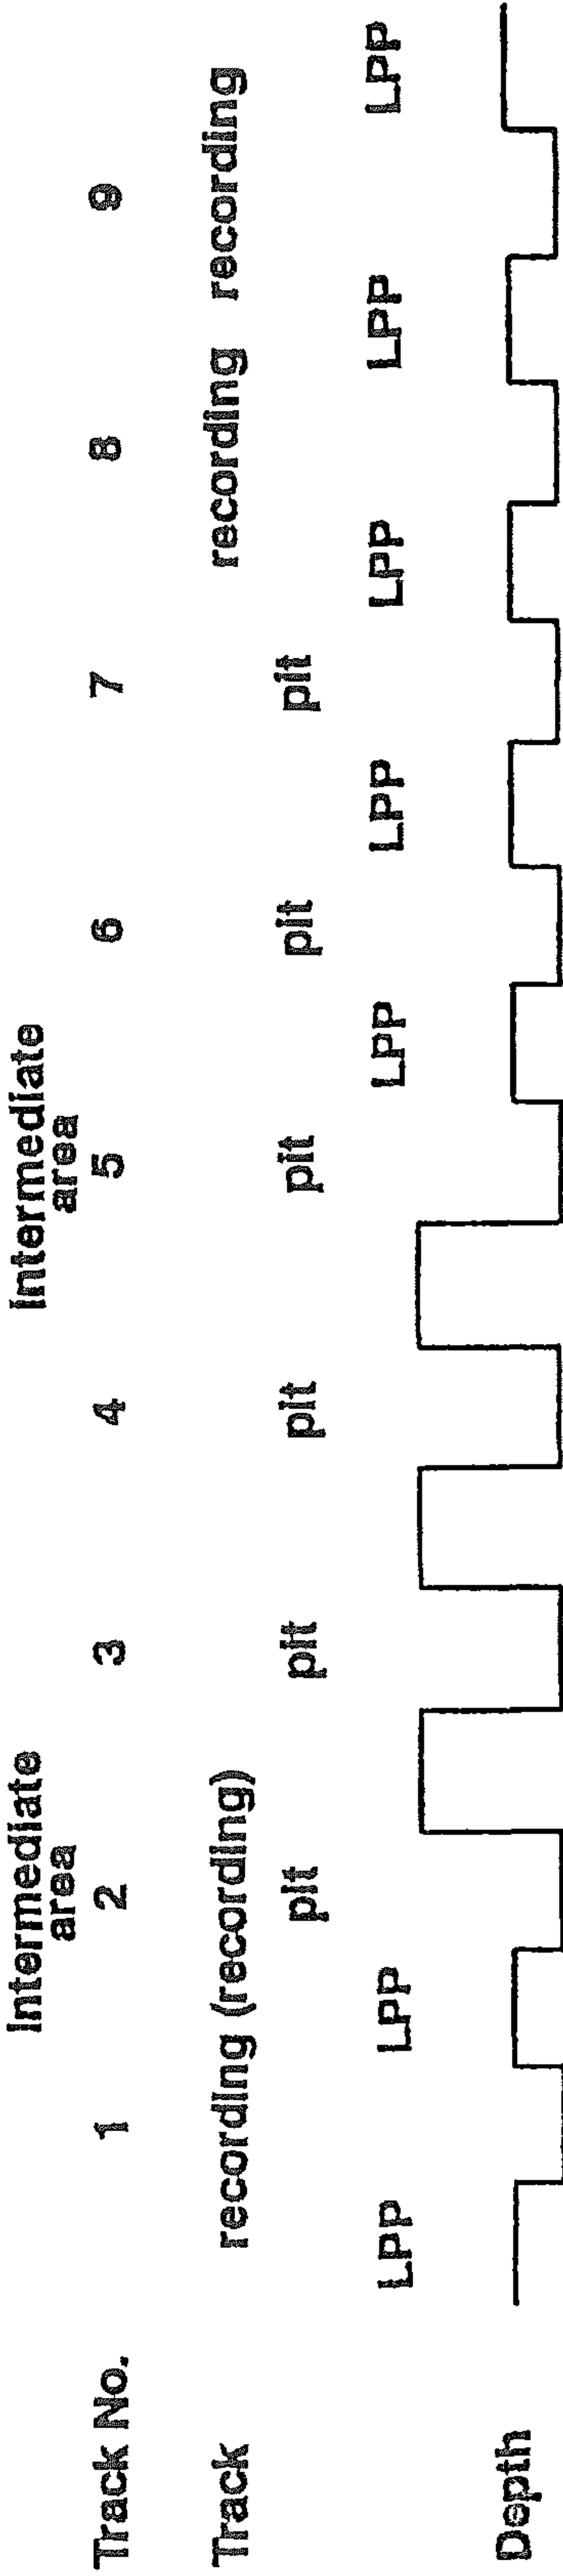 Intermediate area Intermediate area
Track No. 1 2 3 4 5 6 7 8 9
Track recording (recording) recording recording
pit pit pit pit pit pit
LPP LPP LPP LPP LPP LPP LPP
Depth